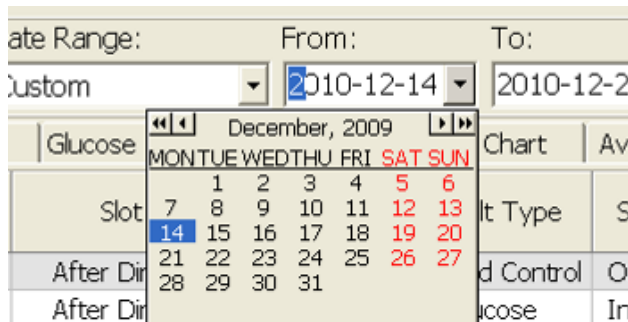 ate Range: From: To:
ustom 2010-12-14 2010-12-2
Glucose December, 2009 Chart Av
MON TUE WED THU FRI SAT SUN
1 2 3 4 5 6
Slot 7 8 9 10 11 12 13 lt Type S
14 15 16 17 18 19 20
After Din 21 22 23 24 25 26 27 d Control O
28 29 30 31
After Din ucose In